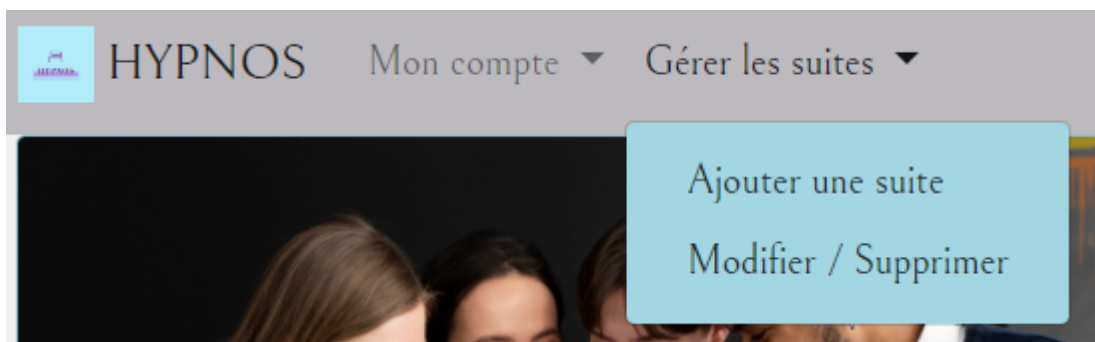 HYPNOS Mon compte Gérer les suites
Ajouter une suite
Modifier / Supprimer